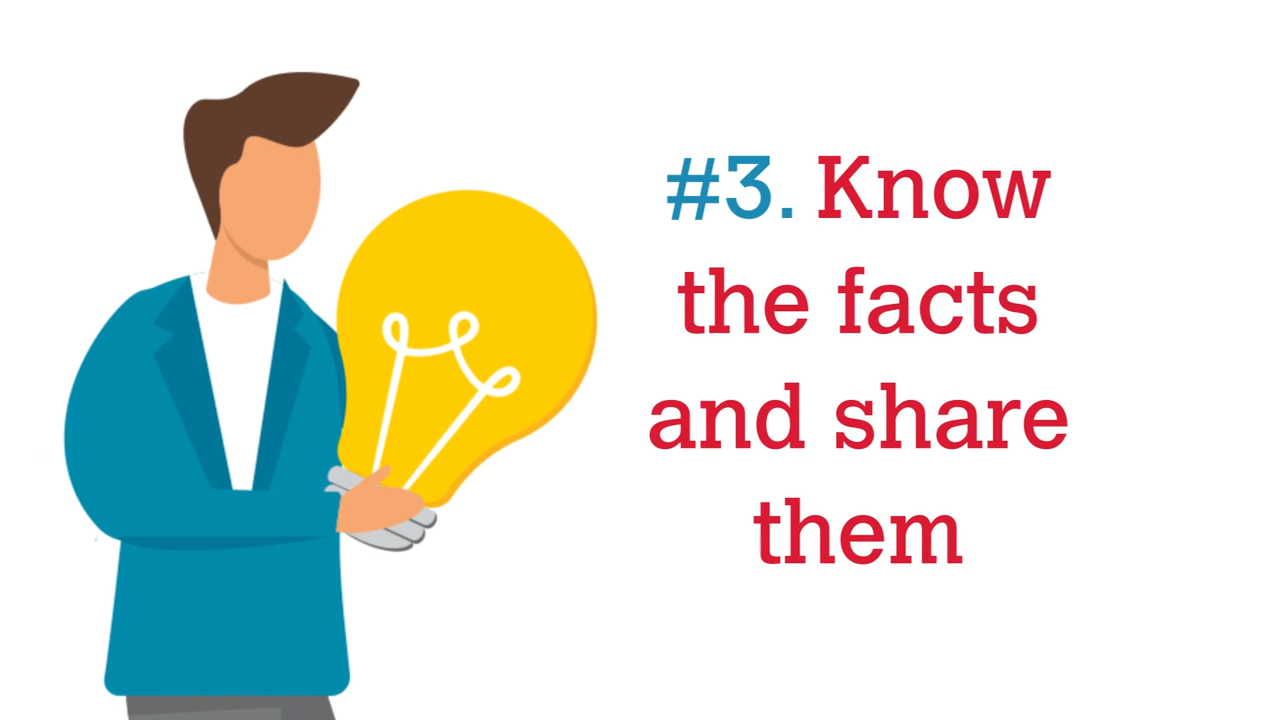 #3. Know
the facts
and share
them